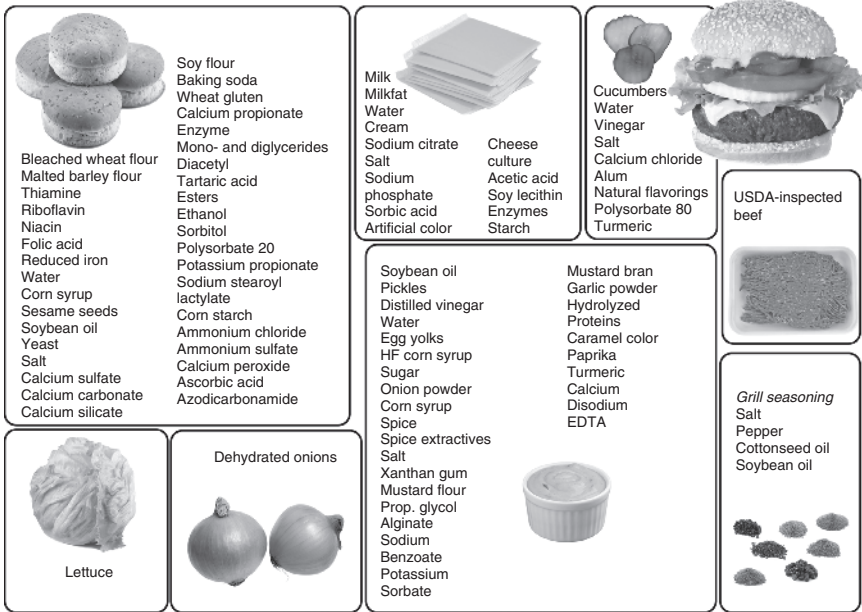 Bleached wheat flour
Malted barley flour
Thiamine
Riboflavin
Niacin
Folic acid
Reduced iron
Water
Corn syrup
Sesame seeds
Soybean oil
Yeast
Salt
Calcium sulfate
Calcium carbonate
Calcium silicate
Soy flour
Baking soda
Wheat gluten
Calcium propionate
Enzyme
Mono- and diglycerides
Diacetyl
Tartaric acid
Esters
Ethanol
Sorbitol
Polysorbate 20
Potassium propionate
Sodium stearoyl
lactylate
Corn starch
Ammonium chloride
Ammonium sulfate
Calcium peroxide
Ascorbic acid
Azodicarbonamide
Milk
Milkfat
Water
Cream
Sodium citrate
Salt
Sodium
phosphate
Sorbic acid
Artificial color
Cheese
culture
Acetic acid
Soy lecithin
Enzymes
Starch
Cucumbers
Water
Vinegar
Salt
Calcium chloride
Alum
Natural flavorings
Polysorbate 80
Turmeric
USDA-inspected
beef
Soybean oil
Pickles
Distilled vinegar
Water
Egg yolks
HF corn syrup
Sugar
Onion powder
Corn syrup
Spice
Spice extractives
Salt
Xanthan gum
Mustard flour
Prop. glycol
Alginate
Sodium
Benzoate
Potassium
Sorbate
Mustard bran
Garlic powder
Hydrolyzed
Proteins
Caramel color
Paprika
Turmeric
Calcium
Disodium
EDTA
Grill seasoning
Salt
Pepper
Cottonseed oil
Soybean oil
Lettuce
Dehydrated onions